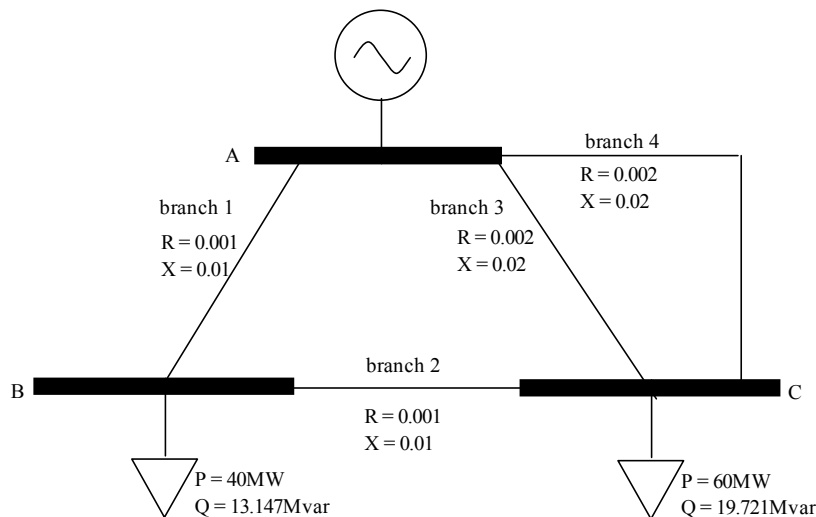 branch 4
A
R = 0.002
X = 0.02
branch 1
R = 0.001
X = 0.01
branch 3
R = 0.002
X = 0.02
branch 2
B
C
R = 0.001
X = 0.01
P = 40MW
Q = 13.147Mvar
P = 60MW
Q = 19.721Mvar